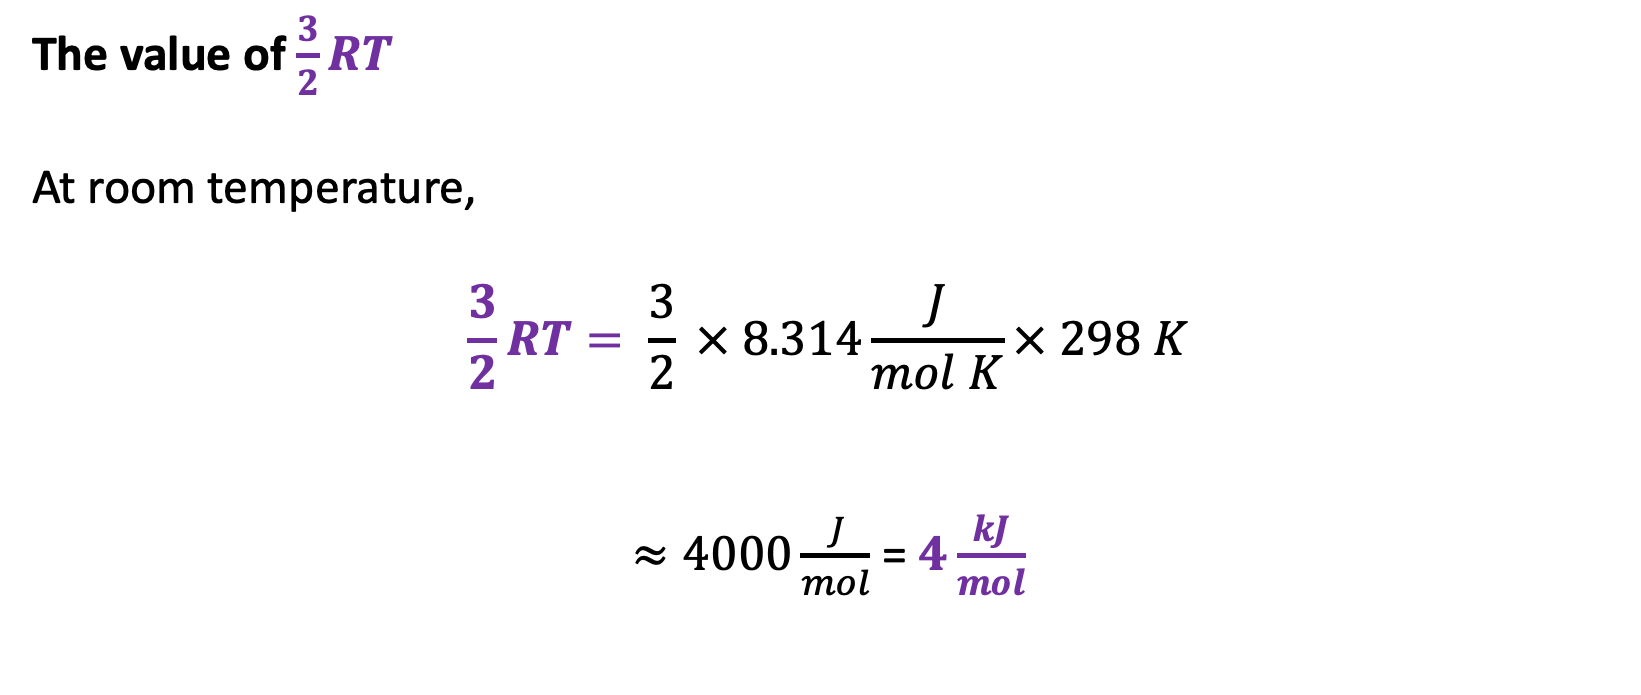 The value of 3/2 RT
At room temperature,
3/2 RT = 3/2 × 8.314 J/(mol K) × 298 K
≈ 4000 J/mol = 4 kJ/mol